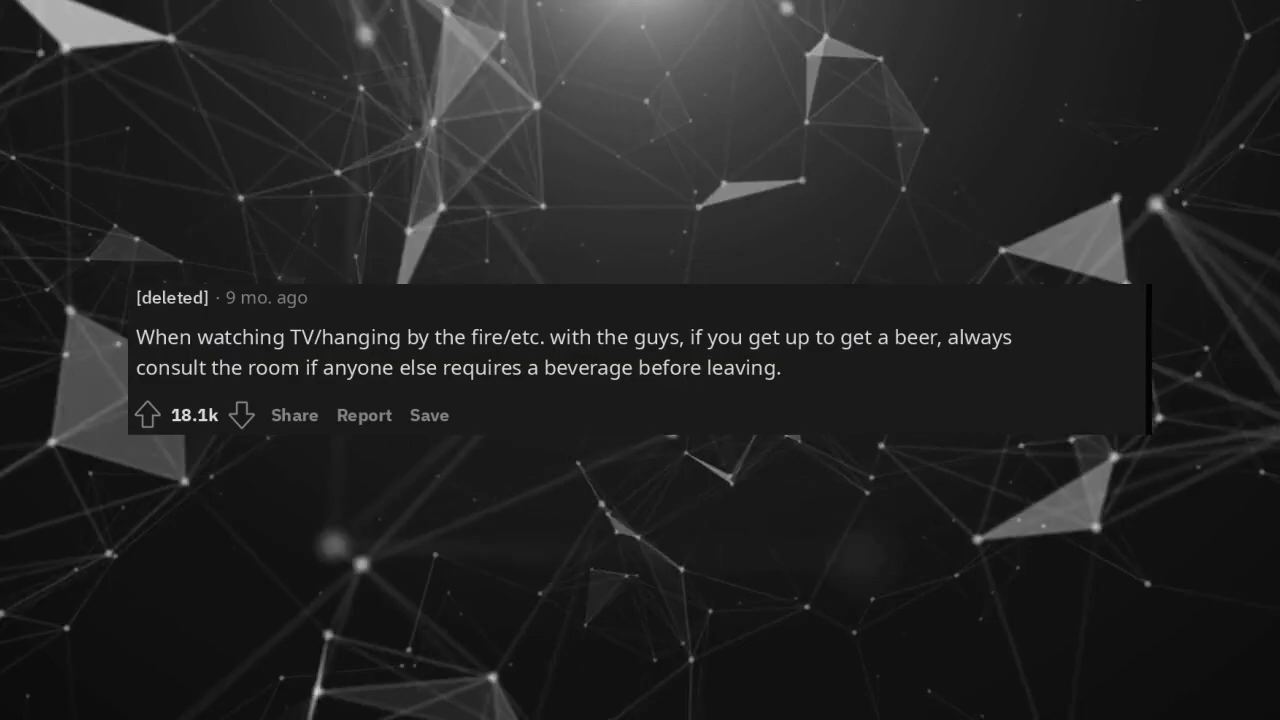 [deleted] · 9 mo. ago
When watching TV/hanging by the fire/etc. with the guys, if you get up to get a beer, always
consult the room if anyone else requires a beverage before leaving.
18.1k Share Report Save